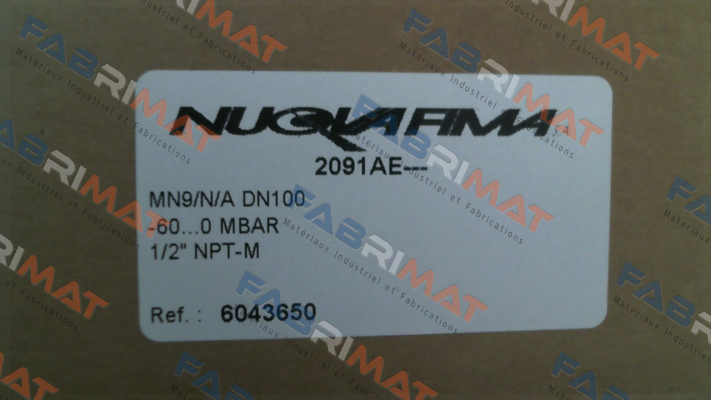 NUOVA FIMA S.p.A.
2091AE---
MN9/N/A DN100
-60...0 MBAR
1/2" NPT-M
Ref. : 6043650
FABRIMAT
Materiaux Industriel et Fabrications